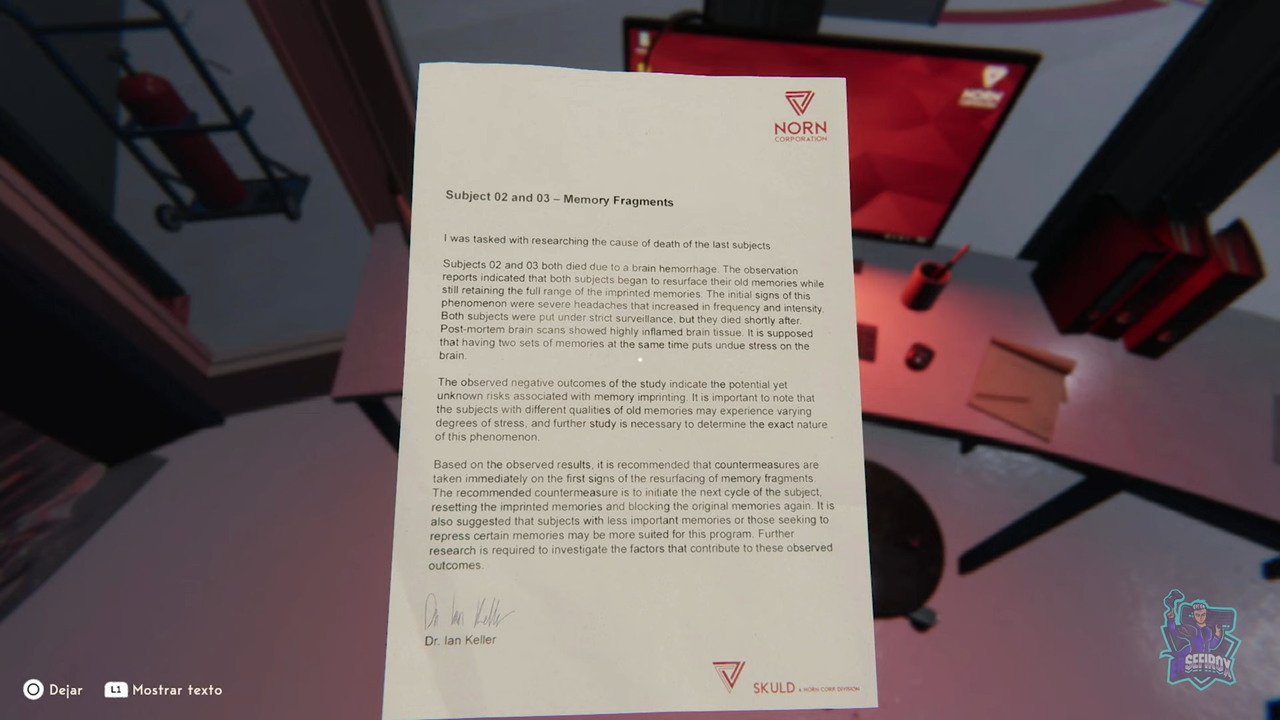 NORN
CORPORATION
NORN
Subject 02 and 03 – Memory Fragments
I was tasked with researching the cause of death of the last subjects
Subjects 02 and 03 both died due to a brain hemorrhage. The observation
reports indicated that both subjects began to resurface their old memories while
still retaining the full range of the imprinted memories. The initial signs of this
phenomenon were severe headaches that increased in frequency and intensity.
Both subjects were put under strict surveillance, but they died shortly after.
Post-mortem brain scans showed highly inflamed brain tissue. It is supposed
that having two sets of memories at the same time puts undue stress on the
brain.
The observed negative outcomes of the study indicate the potential yet
unknown risks associated with memory imprinting. It is important to note that
the subjects with different qualities of old memories may experience varying
degrees of stress, and further study is necessary to determine the exact nature
of this phenomenon.
Based on the observed results, it is recommended that countermeasures are
taken immediately on the first signs of the resurfacing of memory fragments.
The recommended countermeasure is to initiate the next cycle of the subject,
resetting the imprinted memories and blocking the original memories again. It is
also suggested that subjects with less important memories or those seeking to
repress certain memories may be more suited for this program. Further
research is required to investigate the factors that contribute to these observed
outcomes.
Dr Ian Keller
Dr. Ian Keller
SKULD A NORN CORP DIVISION
Dejar
L1 Mostrar texto
SEFIROX